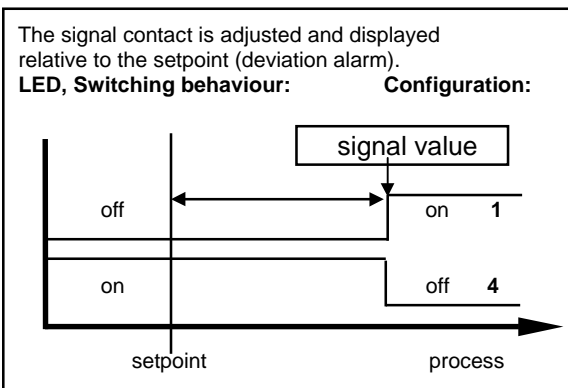 The signal contact is adjusted and displayed
relative to the setpoint (deviation alarm).
LED, Switching behaviour: Configuration:
signal value
off on 1
on off 4
setpoint process